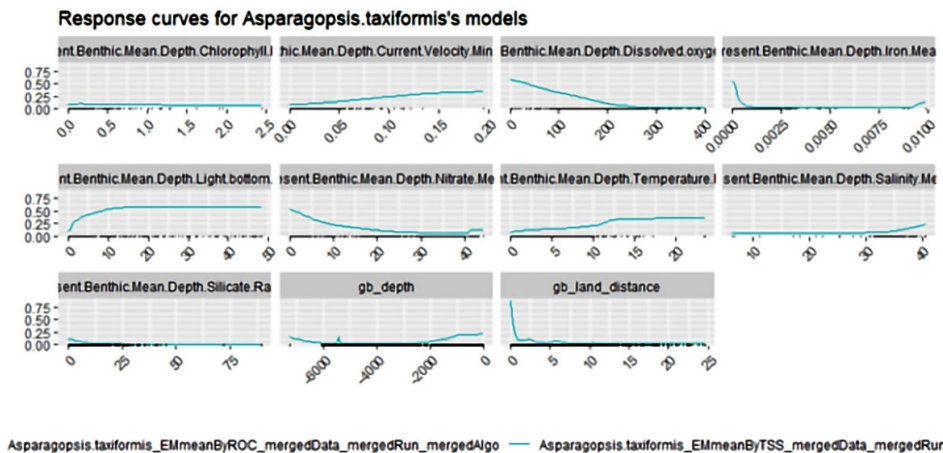 Response curves for Asparagopsis.taxiformis's models
ent.Benthic.Mean.Depth.Chlorophyll. thic.Mean.Depth.Current.Velocity.Min Benthic.Mean.Depth.Dissolved.oxyge resent.Benthic.Mean.Depth.Iron.Mea
0.75
0.50
0.25
0.00
0.0 0.5 1.0 1.5 2.0 2.5 0.00 0.05 0.10 0.15 0.20 0 100 200 300 400 0.0000 0.0025 0.0050 0.0075 0.0100
nt.Benthic.Mean.Depth.Light.bottom. esent.Benthic.Mean.Depth.Nitrate.Me t.Benthic.Mean.Depth.Temperature. sent.Benthic.Mean.Depth.Salinity.Me
0.75
0.50
0.25
0.00
0 10 20 30 40 50 0 10 20 30 40 0 5 10 15 20 10 20 30 40
sent.Benthic.Mean.Depth.Silicate.Ra gb_depth gb_land_distance
0.75
0.50
0.25
0.00
0 25 50 75 -6000 -4000 -2000 0 0 5 10 15 20 25
Asparagopsis.taxiformis_EMmeanByROC_mergedData_mergedRun_mergedAlgo Asparagopsis.taxiformis_EMmeanByTSS_mergedData_mergedRun